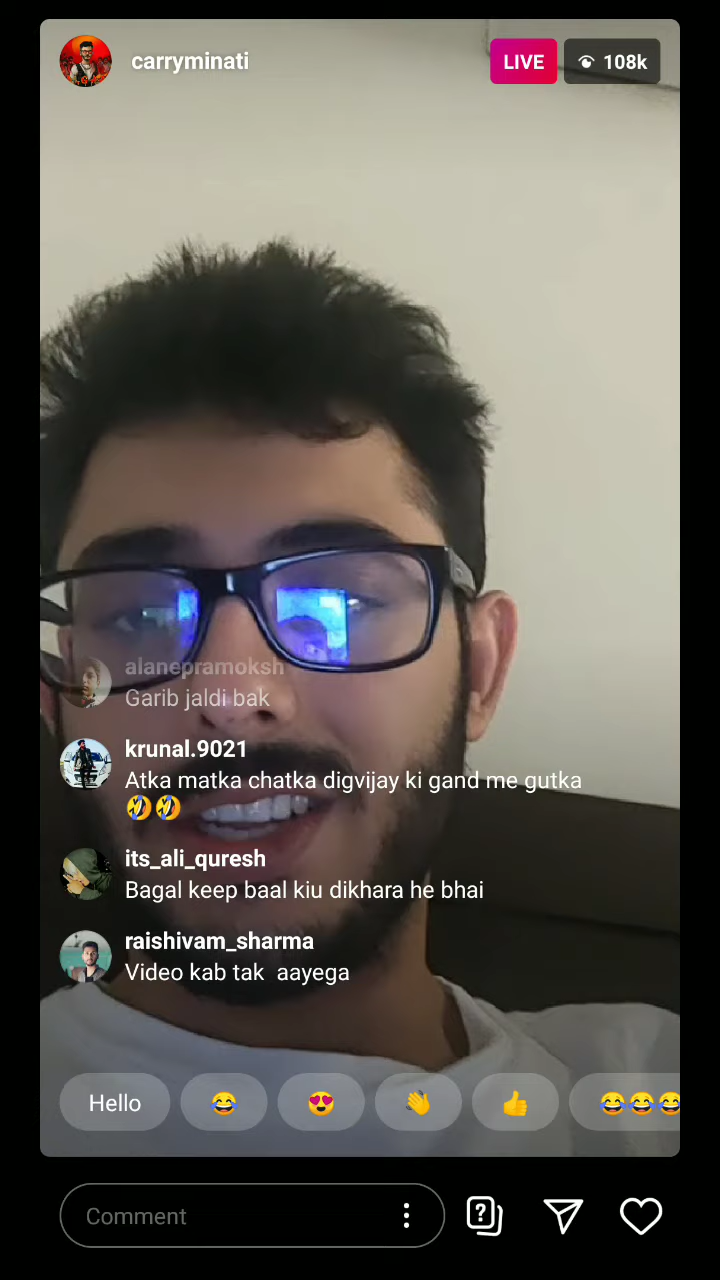 carryminati
LIVE
108k
alanepramoksh
Garib jaldi bak
krunal.9021
Atka matka chatka digvijay ki gand me gutka
🤣🤣
its_ali_quresh
Bagal keep baal kiu dikhara he bhai
raishivam_sharma
Video kab tak aayega
Hello 😂 😍 👋 👍 😂😂😂
Comment